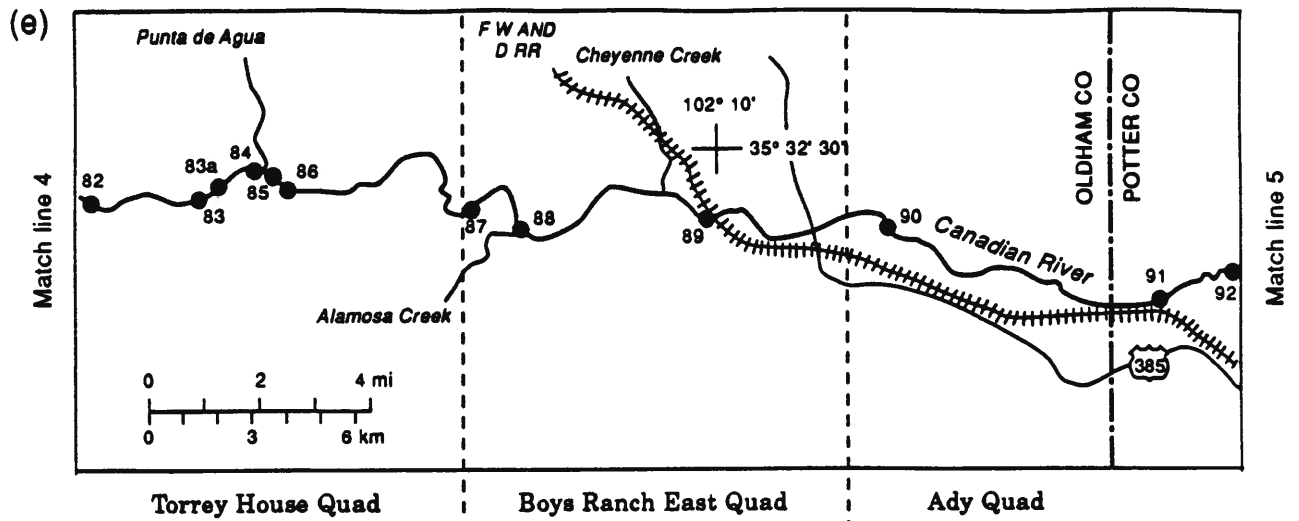 (e)
Punta de Agua
F W AND
D RR
Cheyenne Creek
102° 10'
35° 32' 30"
OLDHAM CO
POTTER CO
Match line 4
Match line 5
82
83
83a
84
85
86
87
88
89
90
91
92
Canadian River
Alamosa Creek
385
0 2 4 mi
0 3 6 km
Torrey House Quad
Boys Ranch East Quad
Ady Quad